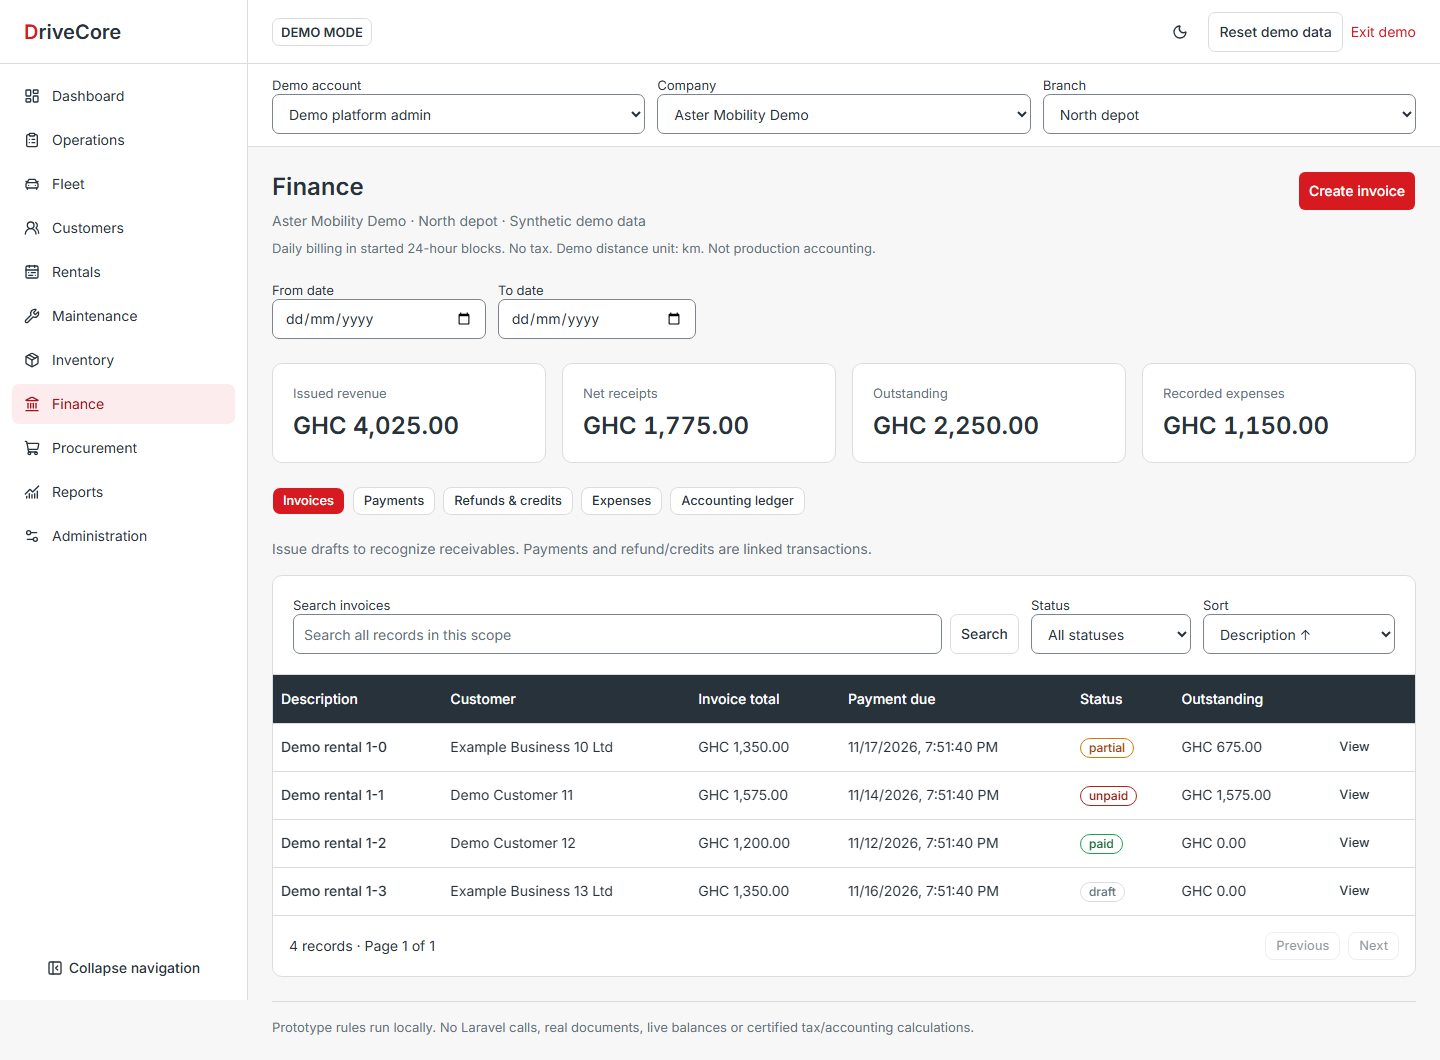 DriveCore
DEMO MODE
Reset demo data
Exit demo
Dashboard
Operations
Fleet
Customers
Rentals
Maintenance
Inventory
Finance
Procurement
Reports
Administration
Collapse navigation
Demo account
Company
Branch
Demo platform admin
Aster Mobility Demo
North depot
Finance
Create invoice
Aster Mobility Demo · North depot · Synthetic demo data
Daily billing in started 24-hour blocks. No tax. Demo distance unit: km. Not production accounting.
From date
To date
dd/mm/yyyy
dd/mm/yyyy
Issued revenue
GHC 4,025.00
Net receipts
GHC 1,775.00
Outstanding
GHC 2,250.00
Recorded expenses
GHC 1,150.00
Invoices
Payments
Refunds & credits
Expenses
Accounting ledger
Issue drafts to recognize receivables. Payments and refund/credits are linked transactions.
Search invoices
Status
Sort
Search all records in this scope
Search
All statuses
Description ↑
Description Customer Invoice total Payment due Status Outstanding
Demo rental 1-0 Example Business 10 Ltd GHC 1,350.00 11/17/2026, 7:51:40 PM partial GHC 675.00 View
Demo rental 1-1 Demo Customer 11 GHC 1,575.00 11/14/2026, 7:51:40 PM unpaid GHC 1,575.00 View
Demo rental 1-2 Demo Customer 12 GHC 1,200.00 11/12/2026, 7:51:40 PM paid GHC 0.00 View
Demo rental 1-3 Example Business 13 Ltd GHC 1,350.00 11/16/2026, 7:51:40 PM draft GHC 0.00 View
4 records · Page 1 of 1
Previous
Next
Prototype rules run locally. No Laravel calls, real documents, live balances or certified tax/accounting calculations.